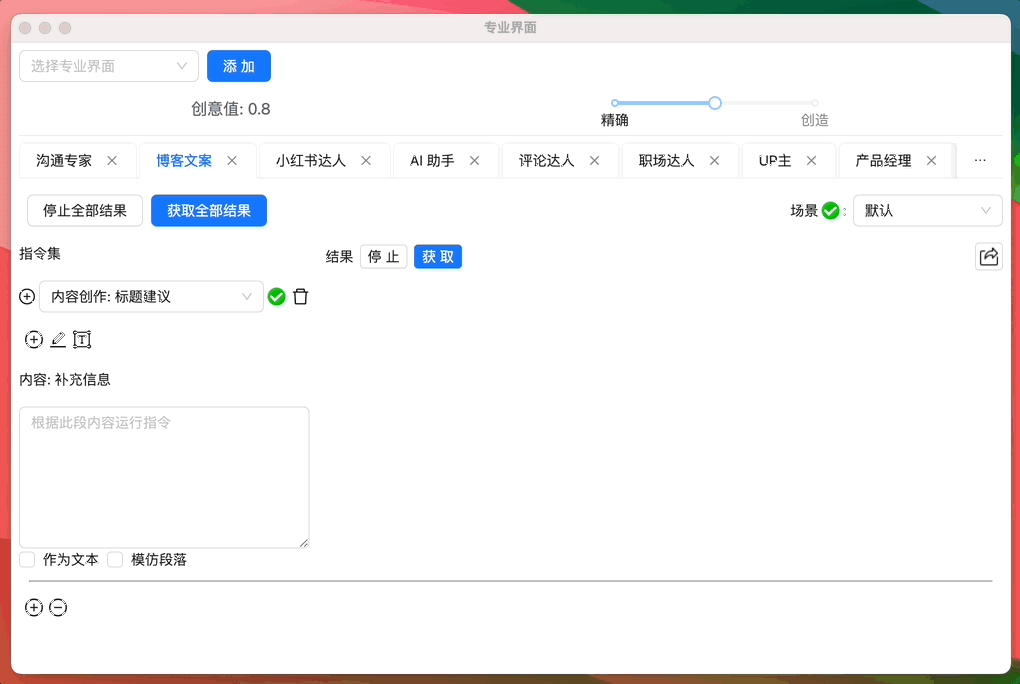 专业界面
选择专业界面 添 加
创意值: 0.8
精确 创造
沟通专家 博客文案 小红书达人 AI 助手 评论达人 职场达人 UP主 产品经理 ···
停止全部结果 获取全部结果 场景 : 默认
指令集 结果 停 止 获 取
内容创作: 标题建议
T
内容: 补充信息
根据此段内容运行指令
作为文本 模仿段落